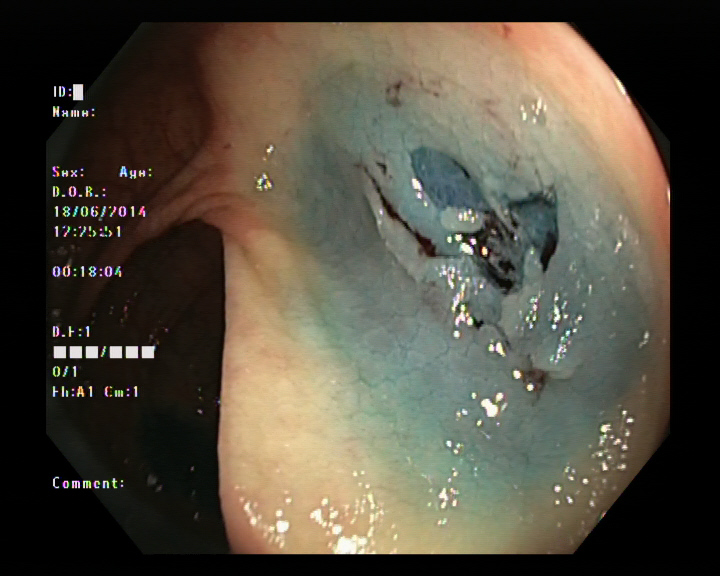 ID:
Name:
Sex: Age:
D.O.B.:
18/06/2014
12:25:51
00:18:04
D.F:1
■■■/■■■
0/1
Eh:A1 Cm:1
Comment: